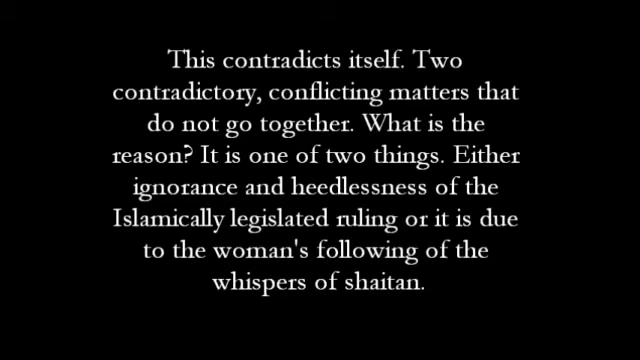 This contradicts itself. Two
contradictory, conflicting matters that
do not go together. What is the
reason? It is one of two things. Either
ignorance and heedlessness of the
Islamically legislated ruling or it is due
to the woman's following of the
whispers of shaitan.